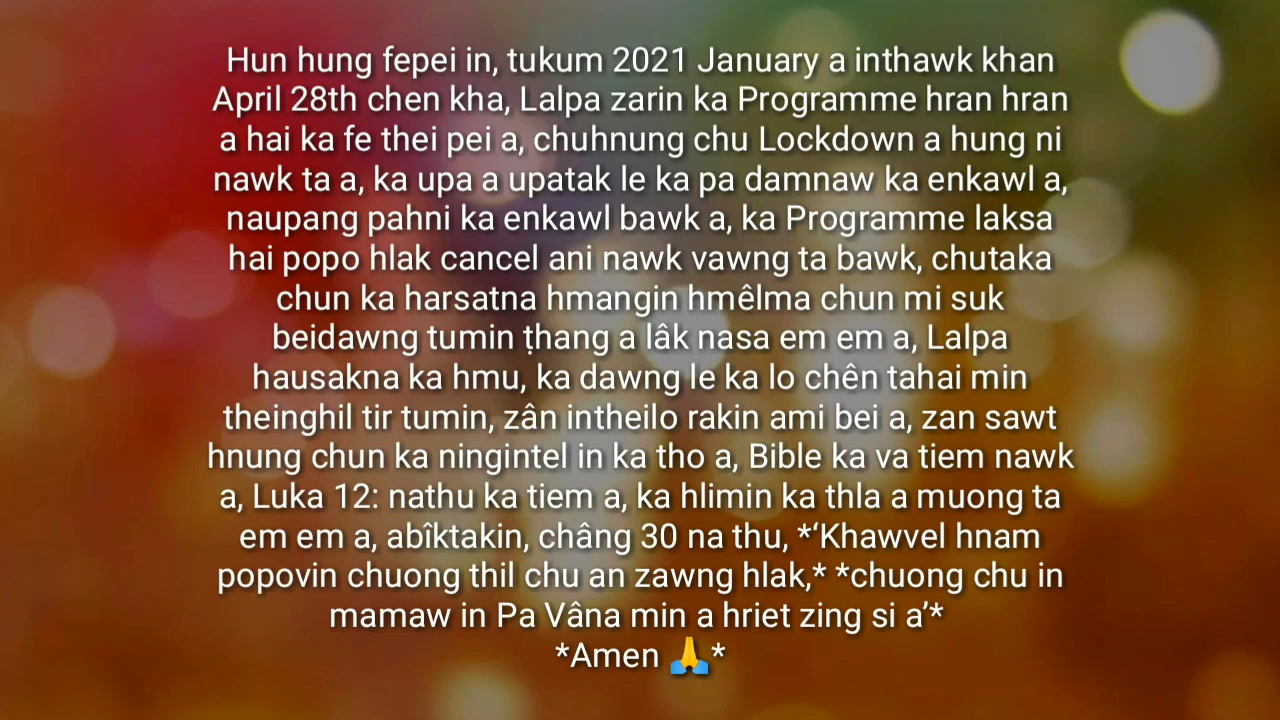 Hun hung fepei in, tukum 2021 January a inthawk khan
April 28th chen kha, Lalpa zarin ka Programme hran hran
a hai ka fe thei pei a, chuhnung chu Lockdown a hung ni
nawk ta a, ka upa a upatak le ka pa damnaw ka enkawl a,
naupang pahni ka enkawl bawk a, ka Programme laksa
hai popo hlak cancel ani nawk vawng ta bawk, chutaka
chun ka harsatna hmangin hmêlma chun mi suk
beidawng tumin ṭhang a lâk nasa em em a, Lalpa
hausakna ka hmu, ka dawng le ka lo chên tahai min
theinghil tir tumin, zân intheilo rakin ami bei a, zan sawt
hnung chun ka ningintel in ka tho a, Bible ka va tiem nawk
a, Luka 12: nathu ka tiem a, ka hlimin ka thla a muong ta
em em a, abîktakin, châng 30 na thu, *‘Khawvel hnam
popovin chuong thil chu an zawng hlak,* *chuong chu in
mamaw in Pa Vâna min a hriet zing si a’*
*Amen 🙏*